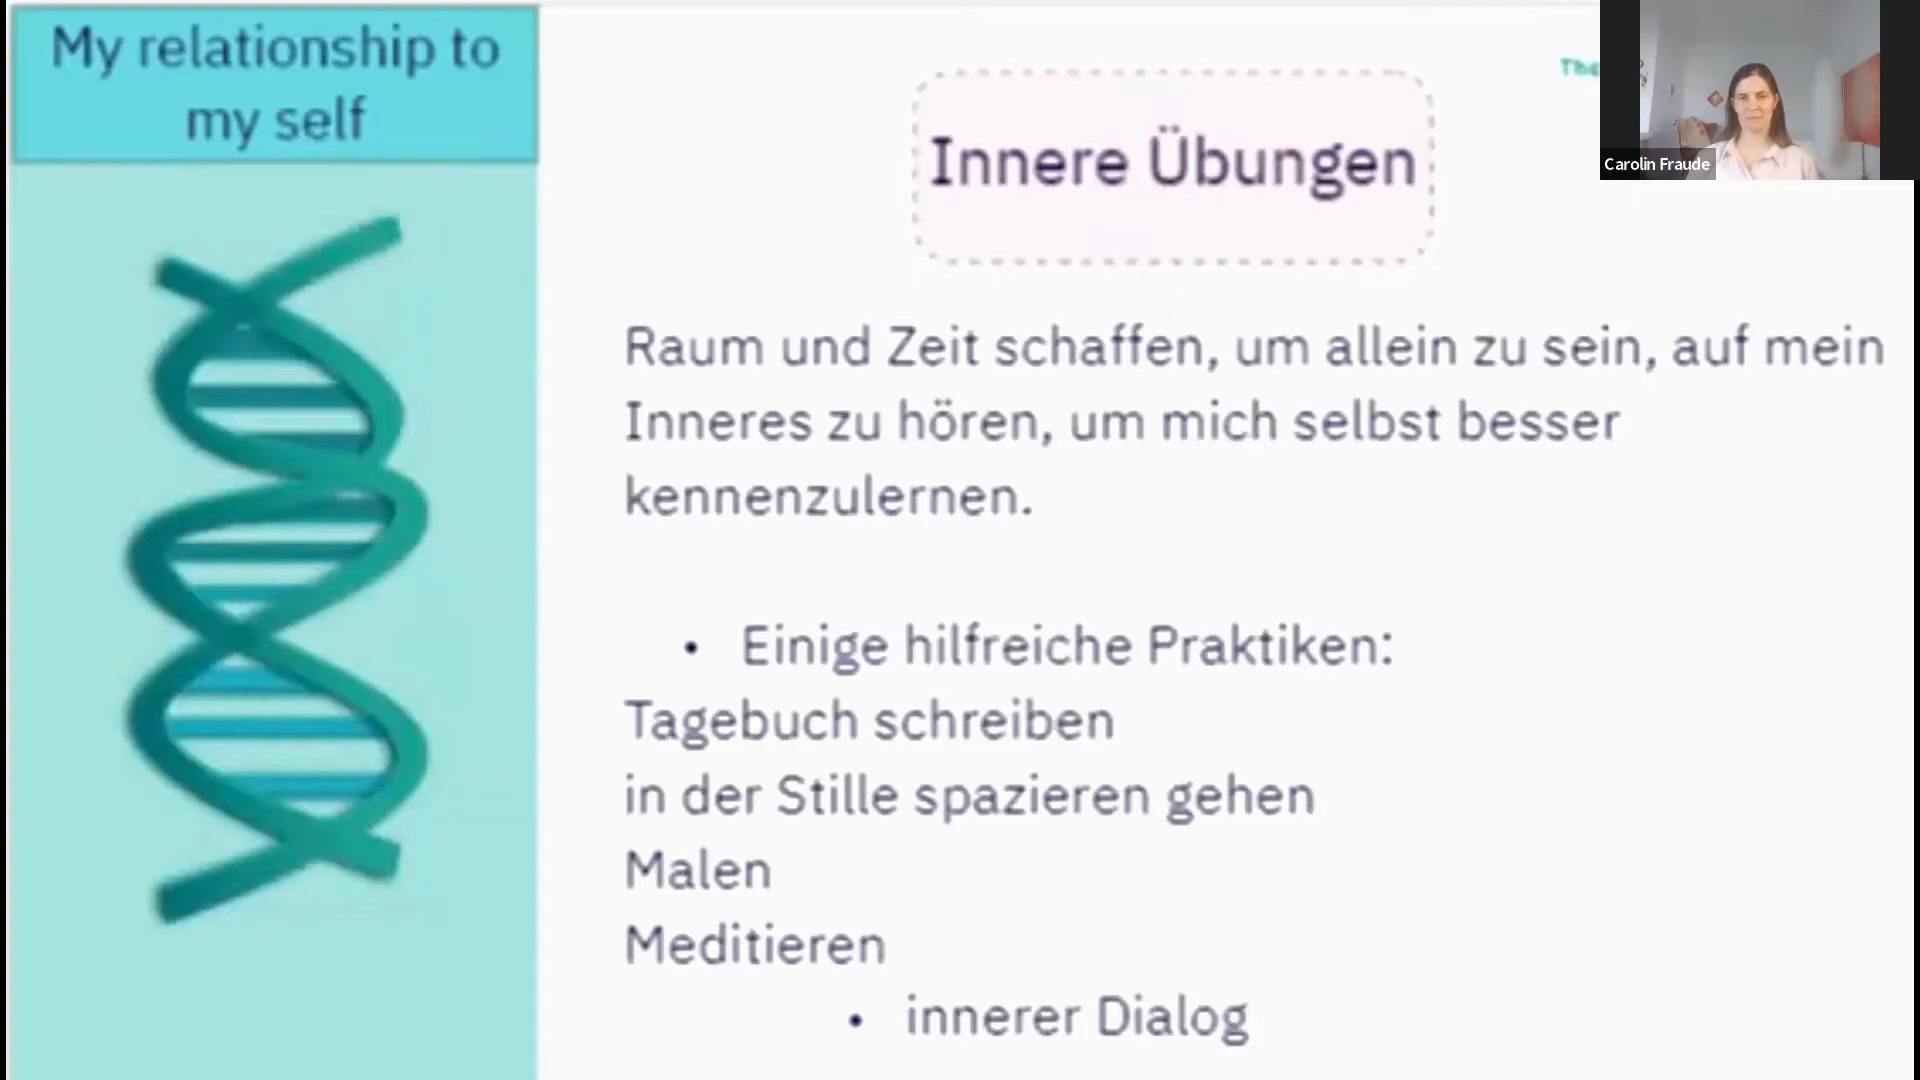 My relationship to
my self
Innere Übungen
Carolin Fraude
Raum und Zeit schaffen, um allein zu sein, auf mein
Inneres zu hören, um mich selbst besser
kennenzulernen.
• Einige hilfreiche Praktiken:
Tagebuch schreiben
in der Stille spazieren gehen
Malen
Meditieren
• innerer Dialog